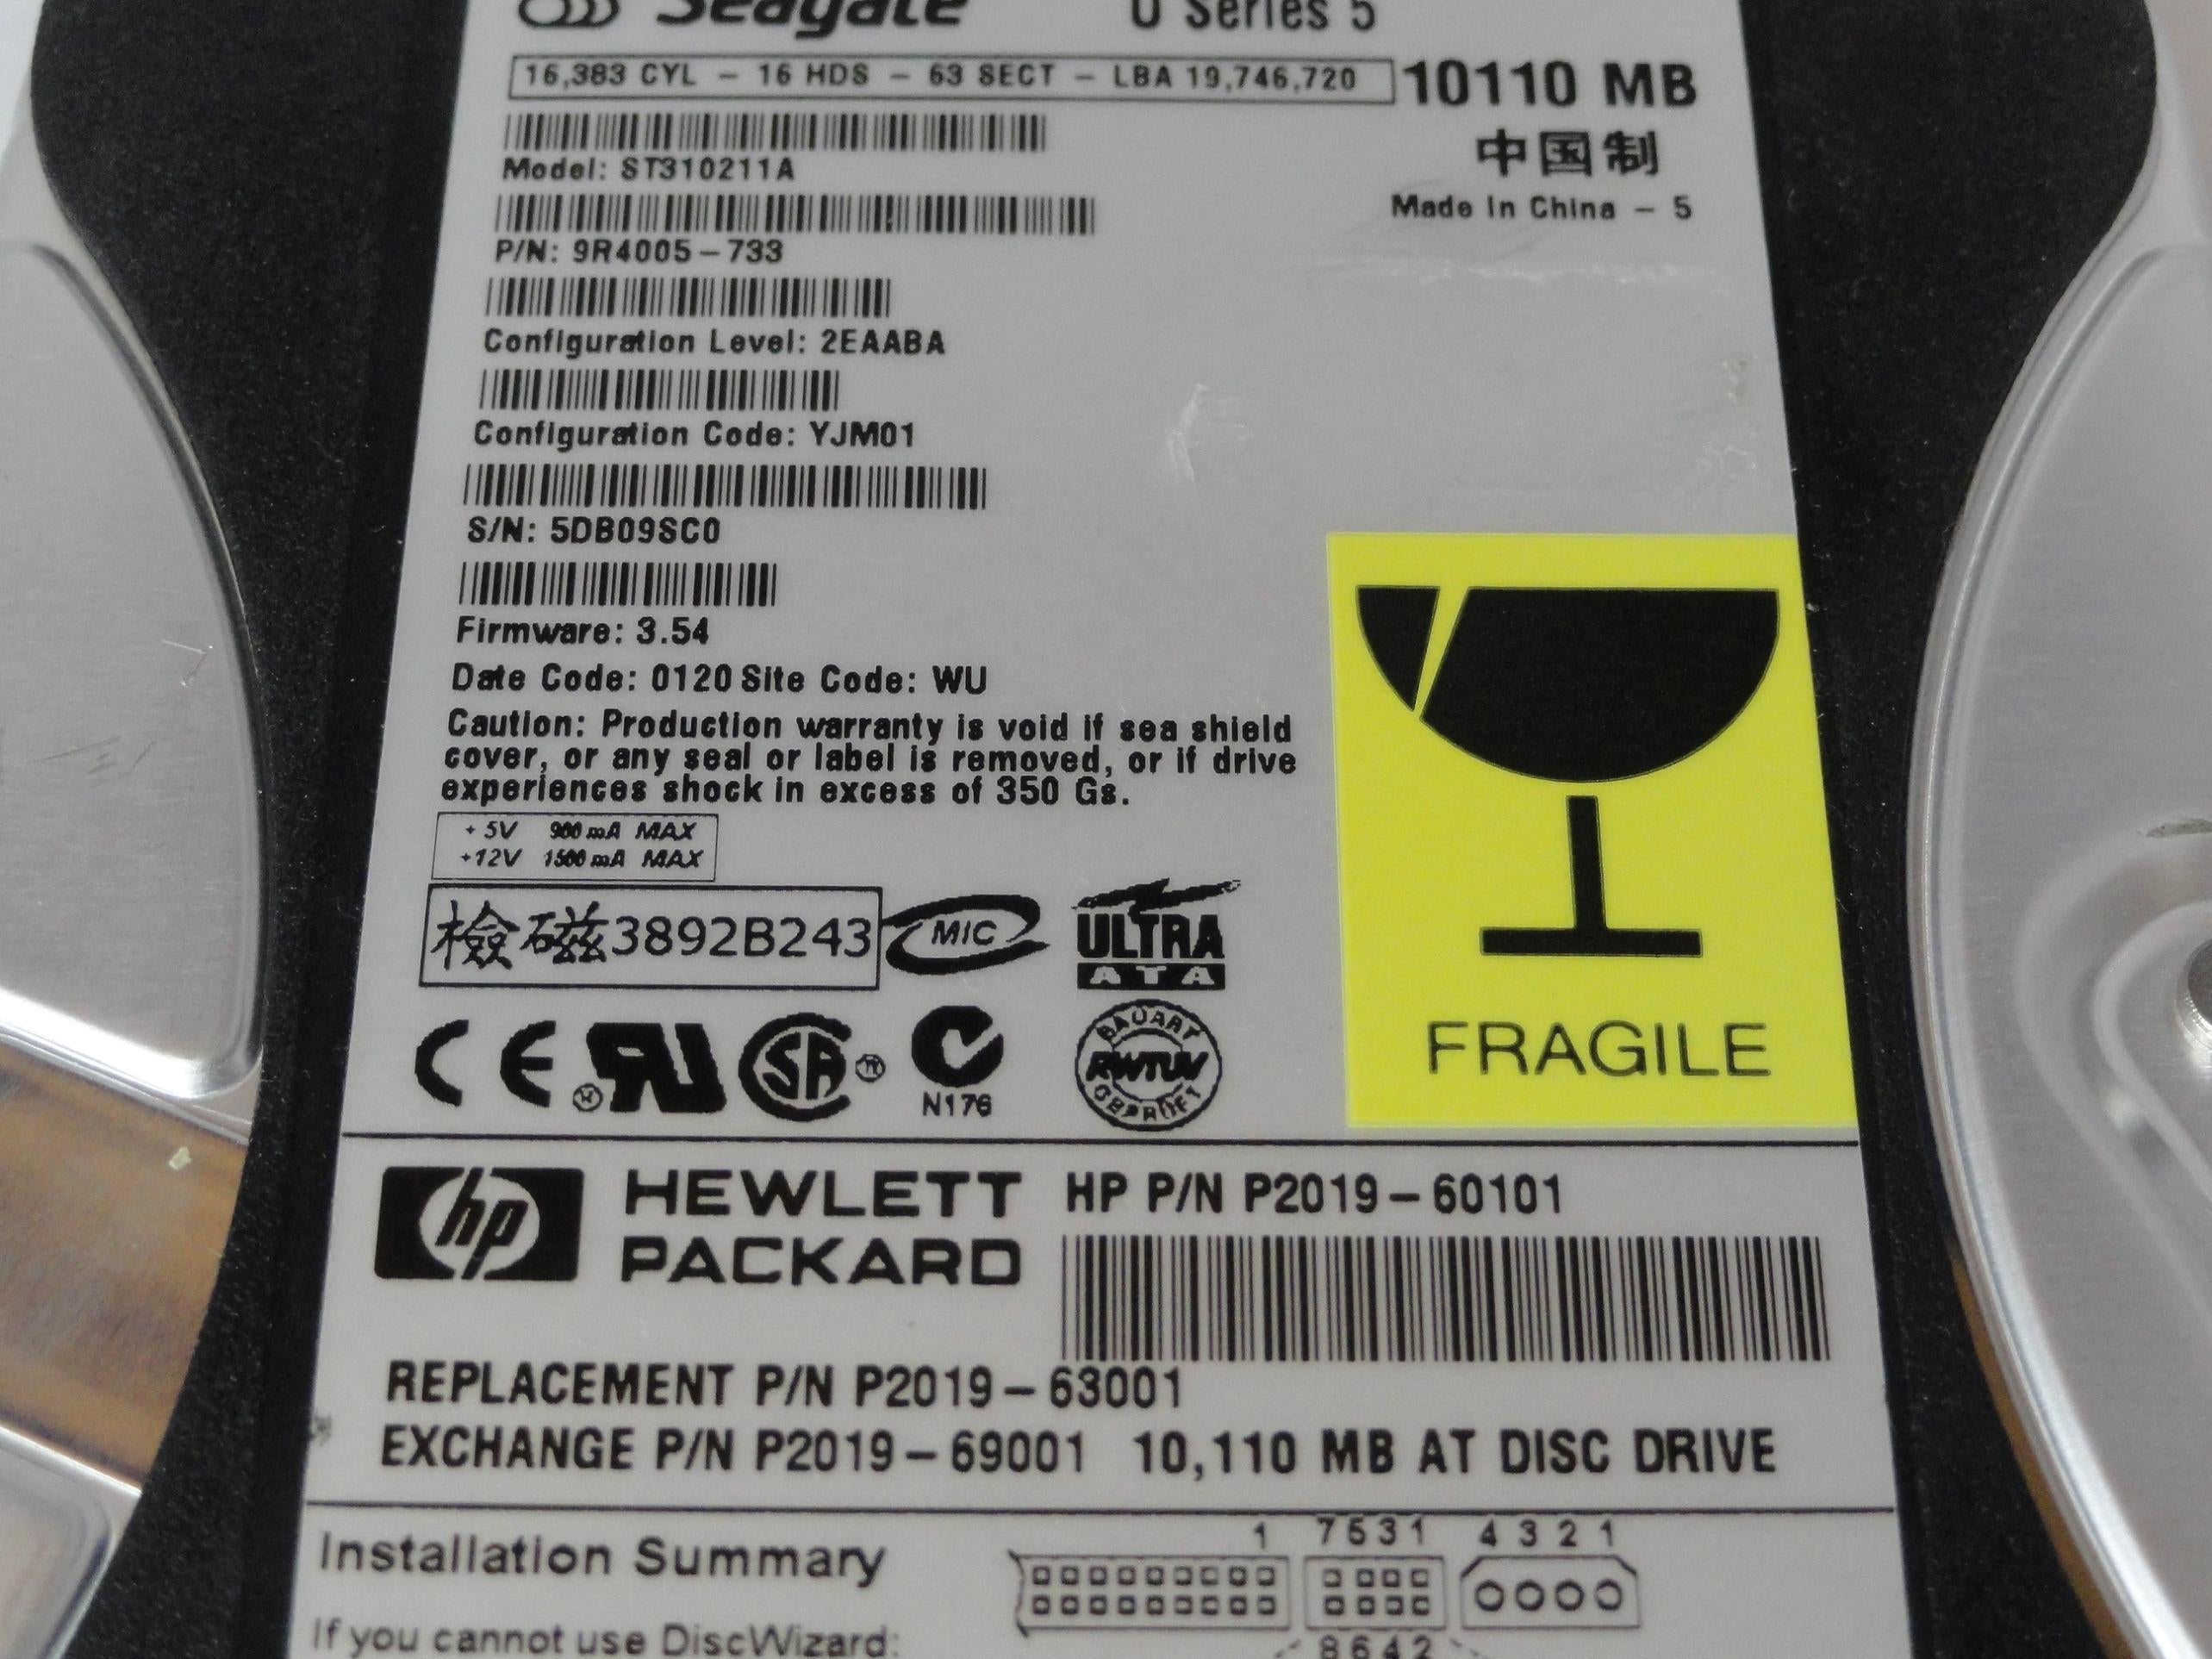 Seagate U Series 5
16,383 CYL – 16 HDS – 63 SECT – LBA 19,746,720 10110 MB
中国制
Made In China – 5
Model: ST310211A
P/N: 9R4005–733
Configuration Level: 2EAABA
Configuration Code: YJM01
S/N: 5DB09SC0
Firmware: 3.54
Date Code: 0120 Site Code: WU
Caution: Production warranty is void if sea shield
cover, or any seal or label is removed, or if drive
experiences shock in excess of 350 Gs.
+ 5V 900 mA MAX
+12V 1500 mA MAX
檢磁3892B243 MIC ULTRA
ATA
CE RU SA N176
BAUART
RWTUV
GEPRÜFT
FRAGILE
hp HEWLETT
PACKARD
HP P/N P2019–60101
REPLACEMENT P/N P2019–63001
EXCHANGE P/N P2019–69001 10,110 MB AT DISC DRIVE
Installation Summary
1 7531 4321
If you cannot use DiscWizard:
8642